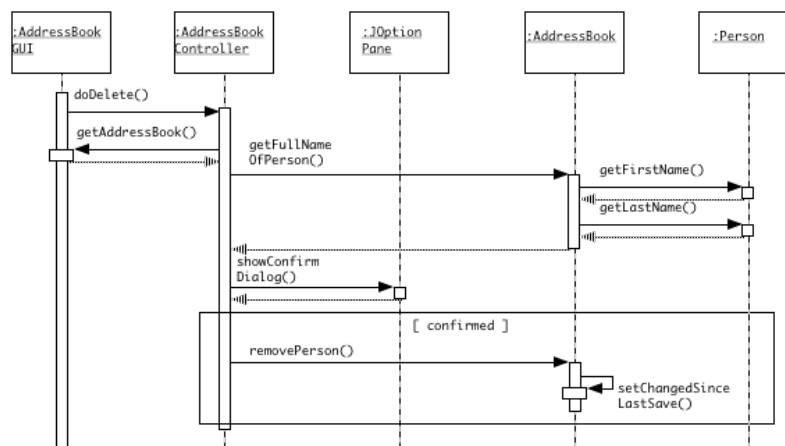 :AddressBook
GUI
:AddressBook
Controller
:JOption
Pane
:AddressBook
:Person
doDelete()
getAddressBook()
getFullName
OfPerson()
getFirstName()
getLastName()
showConfirm
Dialog()
[ confirmed ]
removePerson()
setChangedSince
LastSave()